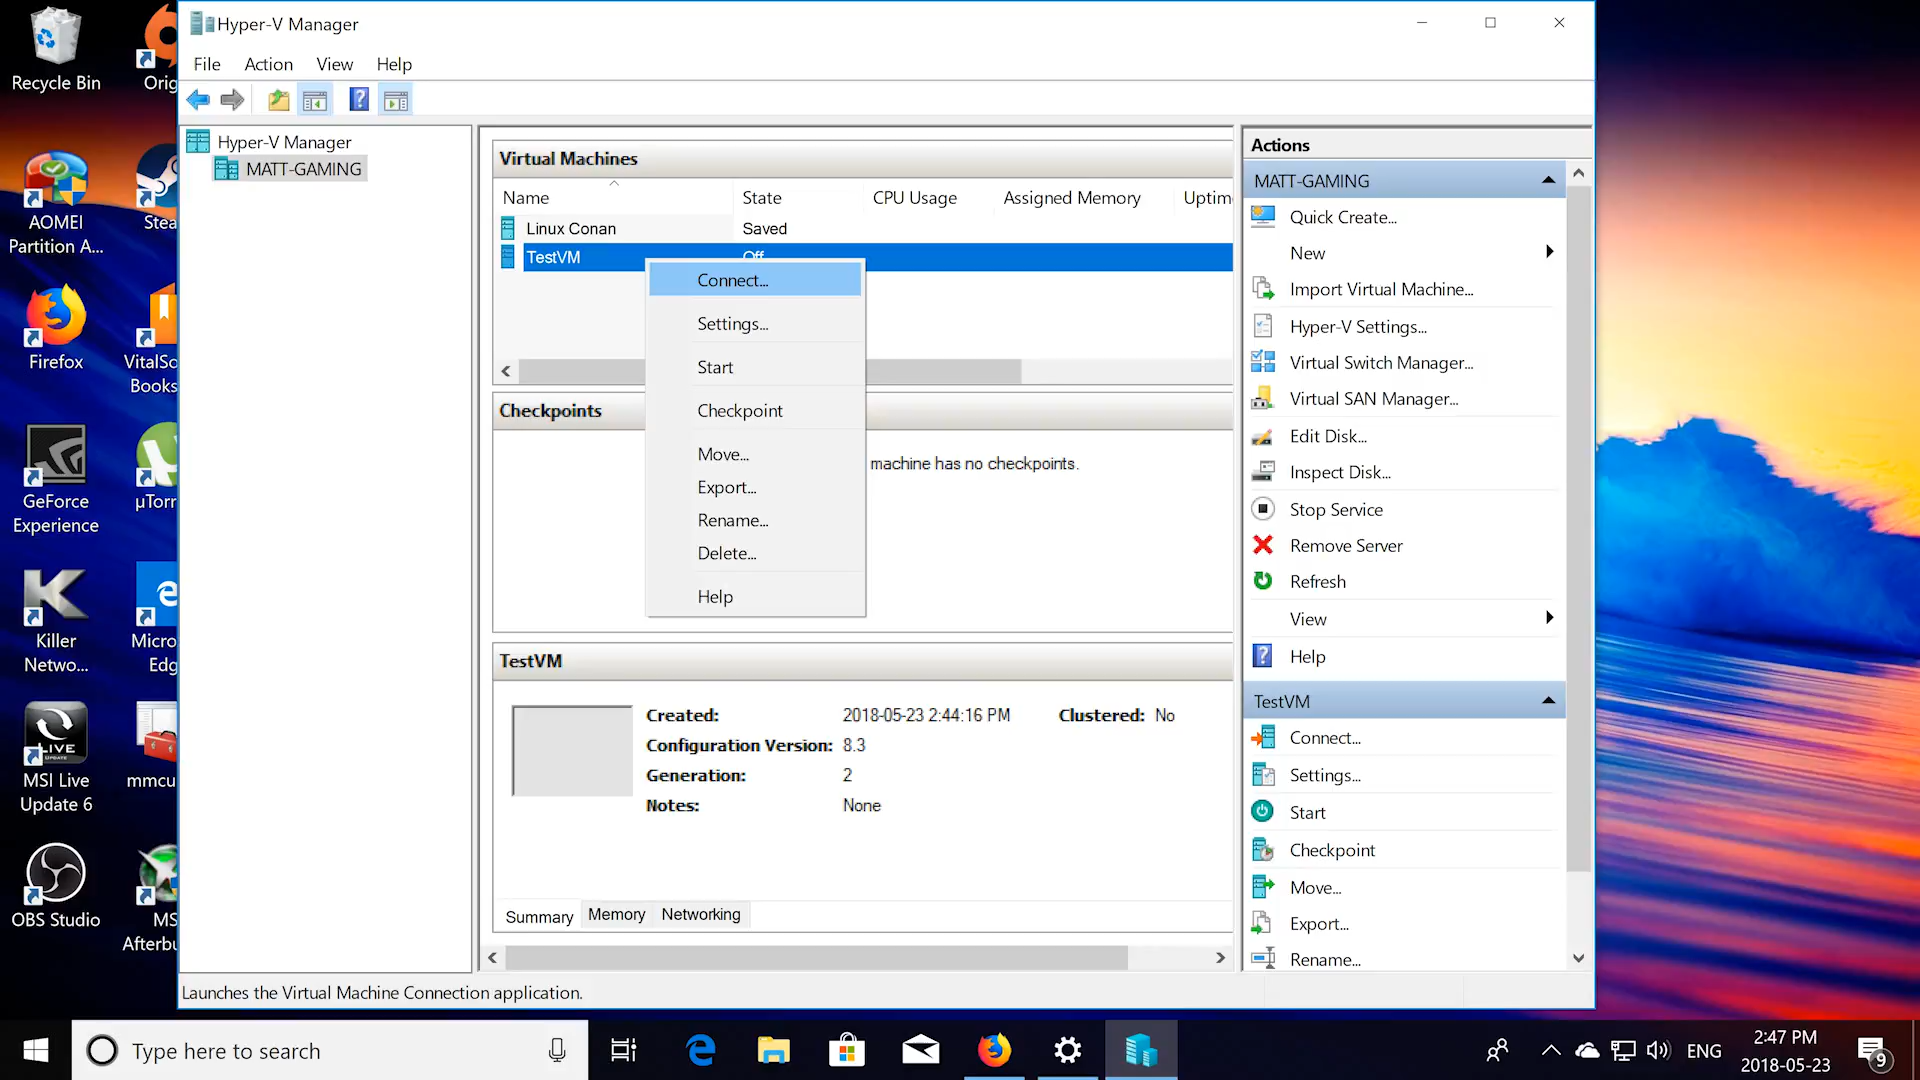 Recycle Bin
Orig
AOMEI
Partition A...
Stea
Firefox
VitalSo
Books
GeForce
Experience
µTorr
Killer
Netwo...
Micro
Edg
LIVE
UPDATE
MSI Live
Update 6
mmcu
OBS Studio
MS
Afterbu
Hyper-V Manager
File Action View Help
Hyper-V Manager
MATT-GAMING
Virtual Machines
Name State CPU Usage Assigned Memory Uptim
Linux Conan Saved
TestVM Off
Connect...
Settings...
Start
Checkpoint
Move...
Export...
Rename...
Delete...
Help
Checkpoints
machine has no checkpoints.
TestVM
Created: 2018-05-23 2:44:16 PM Clustered: No
Configuration Version: 8.3
Generation: 2
Notes: None
Summary Memory Networking
Actions
MATT-GAMING
Quick Create...
New
Import Virtual Machine...
Hyper-V Settings...
Virtual Switch Manager...
Virtual SAN Manager...
Edit Disk...
Inspect Disk...
Stop Service
Remove Server
Refresh
View
Help
TestVM
Connect...
Settings...
Start
Checkpoint
Move...
Export...
Rename...
Launches the Virtual Machine Connection application.
Type here to search
ENG
2:47 PM
2018-05-23
9